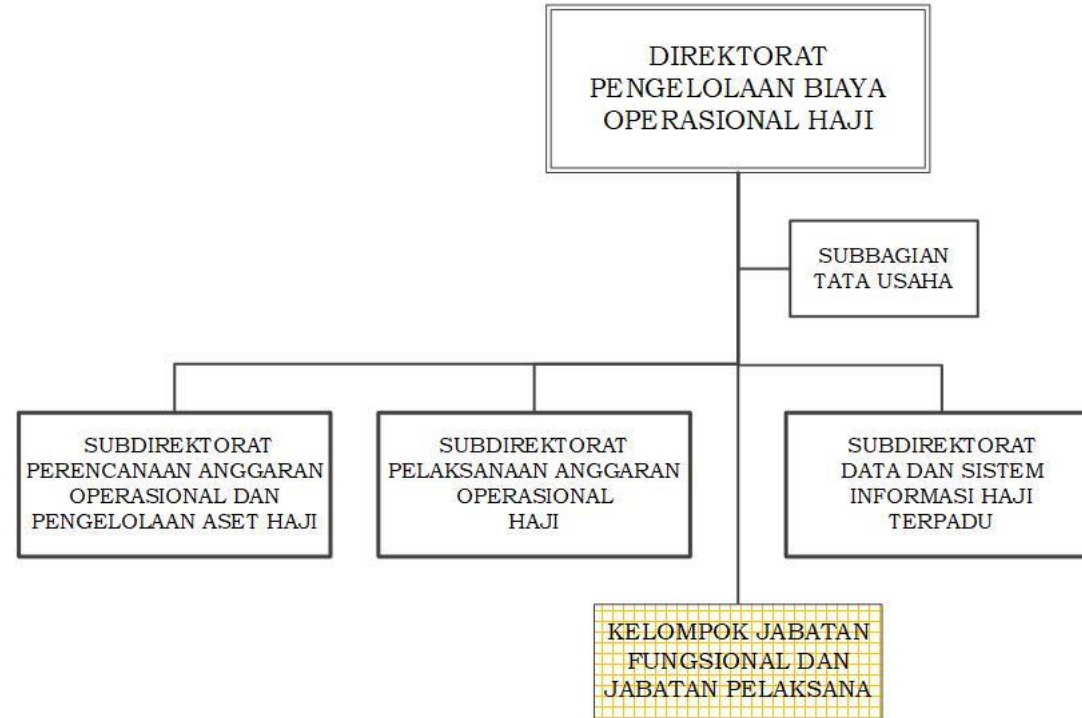 DIREKTORAT
PENGELOLAAN BIAYA
OPERASIONAL HAJI
SUBBAGIAN
TATA USAHA
SUBDIREKTORAT
PERENCANAAN ANGGARAN
OPERASIONAL DAN
PENGELOLAAN ASET HAJI
SUBDIREKTORAT
PELAKSANAAN ANGGARAN
OPERASIONAL
HAJI
SUBDIREKTORAT
DATA DAN SISTEM
INFORMASI HAJI
TERPADU
KELOMPOK JABATAN
FUNGSIONAL DAN
JABATAN PELAKSANA